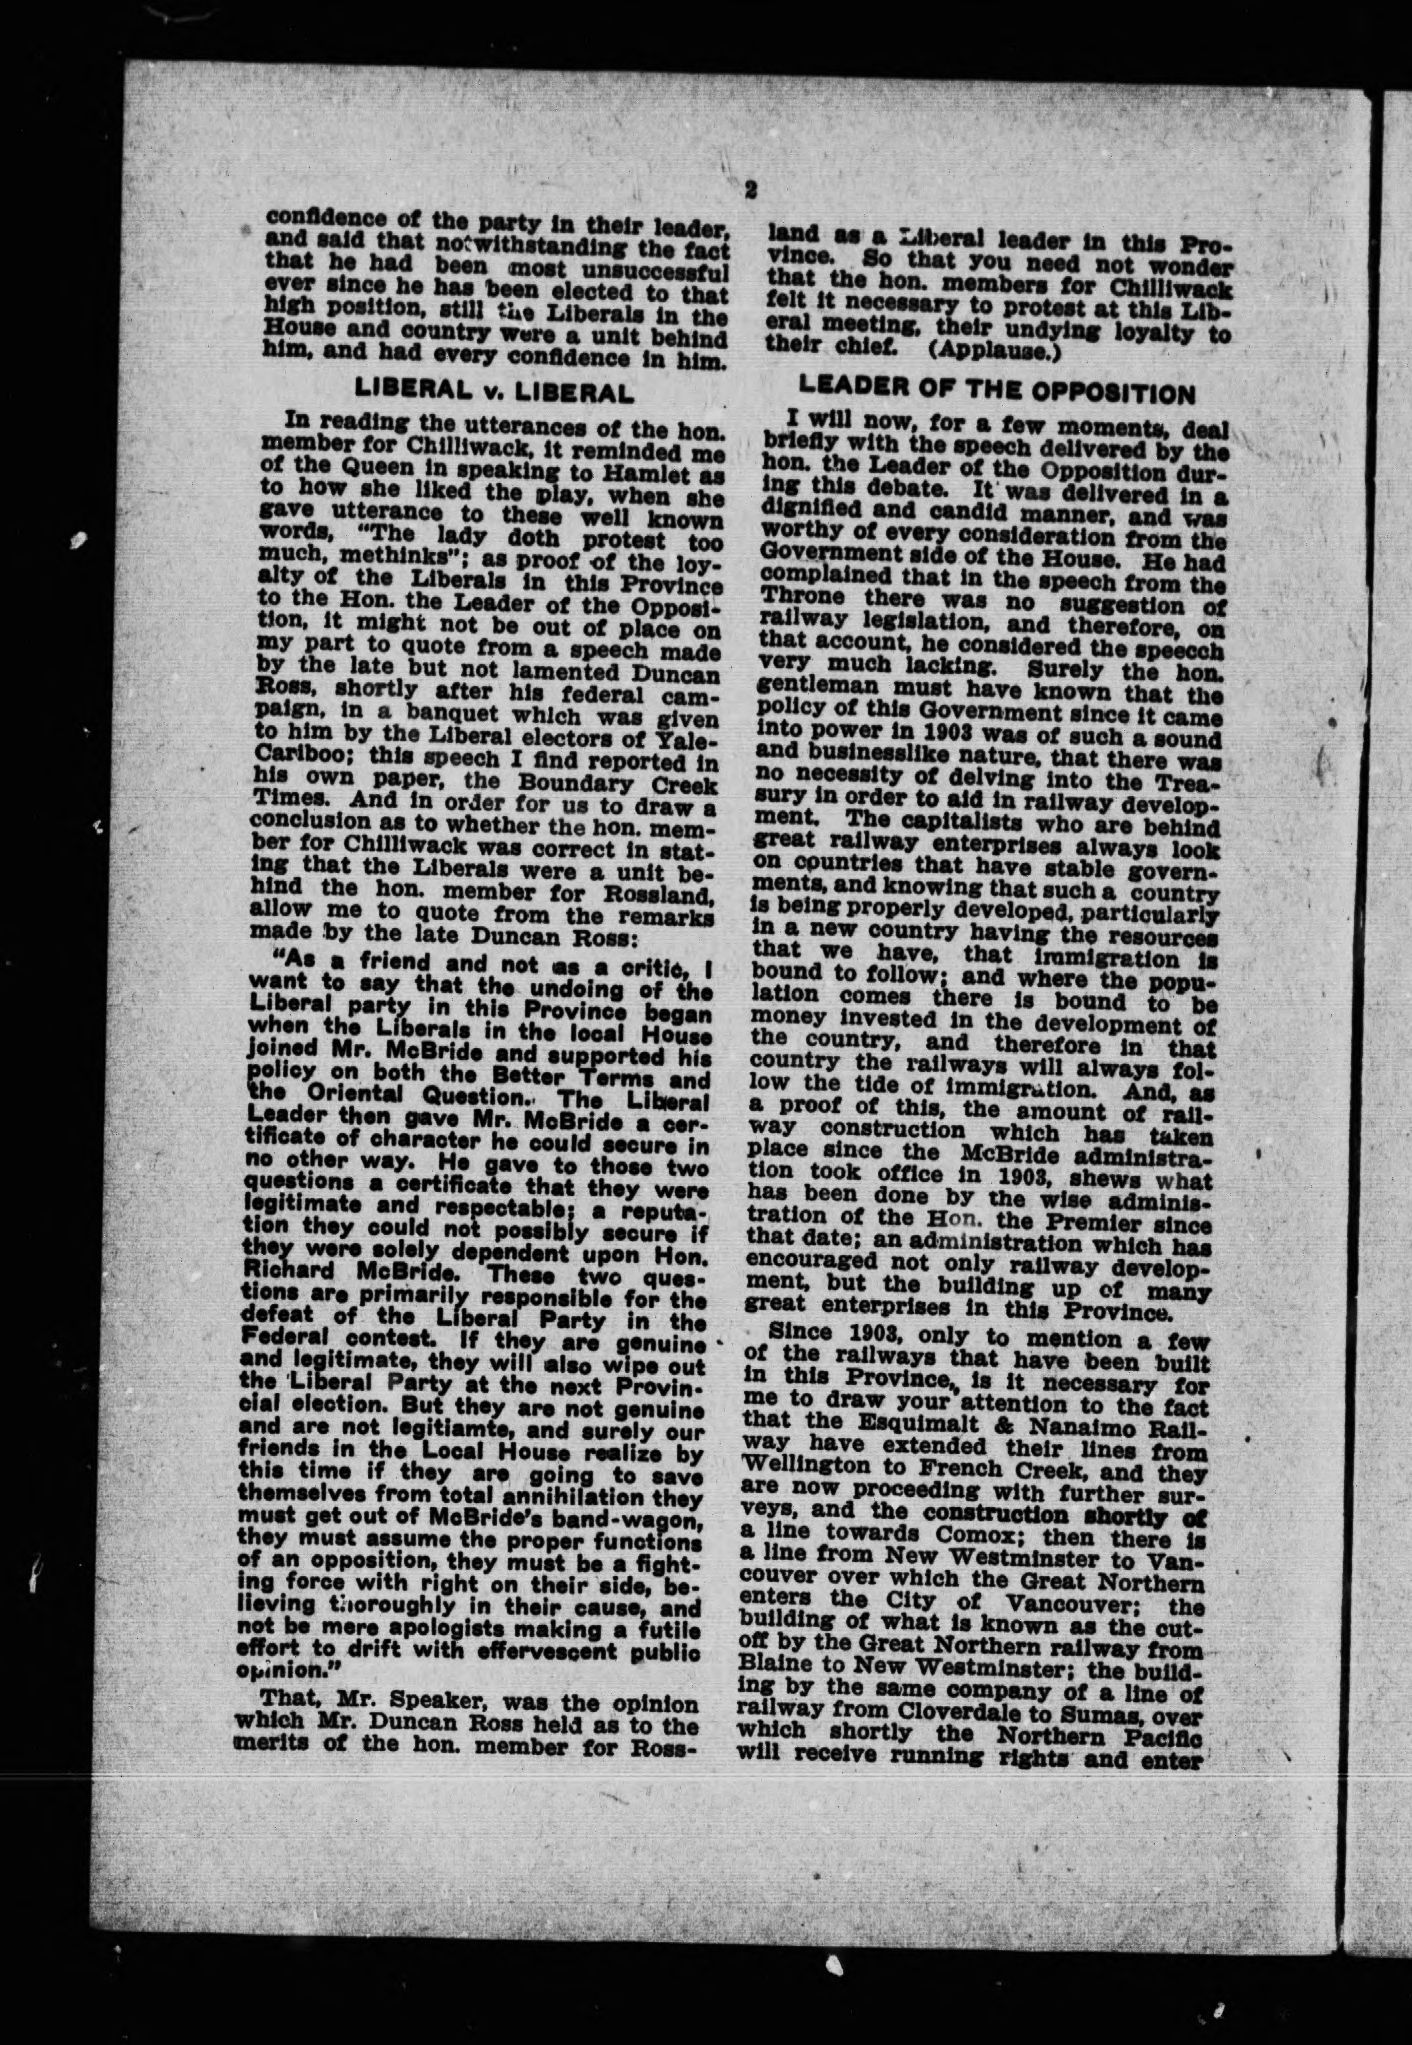 2
confidence of the party in their leader,
and said that notwithstanding the fact
that he had been most unsuccessful
ever since he has been elected to that
high position, still the Liberals in the
House and country were a unit behind
him, and had every confidence in him.
LIBERAL v. LIBERAL
In reading the utterances of the hon.
member for Chilliwack, it reminded me
of the Queen in speaking to Hamlet as
to how she liked the play, when she
gave utterance to these well known
words, "The lady doth protest too
much, methinks"; as proof of the loy-
alty of the Liberals in this Province
to the Hon. the Leader of the Opposi-
tion, it might not be out of place on
my part to quote from a speech made
by the late but not lamented Duncan
Ross, shortly after his federal cam-
paign, in a banquet which was given
to him by the Liberal electors of Yale-
Cariboo; this speech I find reported in
his own paper, the Boundary Creek
Times. And in order for us to draw a
conclusion as to whether the hon. mem-
ber for Chilliwack was correct in stat-
ing that the Liberals were a unit be-
hind the hon. member for Rossland,
allow me to quote from the remarks
made by the late Duncan Ross:
"As a friend and not as a critic, I
want to say that the undoing of the
Liberal party in this Province began
when the Liberals in the local House
joined Mr. McBride and supported his
policy on both the Better Terms and
the Oriental Question. The Liberal
Leader then gave Mr. McBride a cer-
tificate of character he could secure in
no other way. He gave to those two
questions a certificate that they were
legitimate and respectable; a reputa-
tion they could not possibly secure if
they were solely dependent upon Hon.
Richard McBride. These two ques-
tions are primarily responsible for the
defeat of the Liberal Party in the
Federal contest. If they are genuine
and legitimate, they will also wipe out
the Liberal Party at the next Provin-
cial election. But they are not genuine
and are not legitiamte, and surely our
friends in the Local House realize by
this time if they are going to save
themselves from total annihilation they
must get out of McBride's band-wagon,
they must assume the proper functions
of an opposition, they must be a fight-
ing force with right on their side, be-
lieving thoroughly in their cause, and
not be mere apologists making a futile
effort to drift with effervescent public
opinion."
That, Mr. Speaker, was the opinion
which Mr. Duncan Ross held as to the
merits of the hon. member for Ross-
land as a Liberal leader in this Pro-
vince. So that you need not wonder
that the hon. members for Chilliwack
felt it necessary to protest at this Lib-
eral meeting, their undying loyalty to
their chief. (Applause.)
LEADER OF THE OPPOSITION
I will now, for a few moments, deal
briefly with the speech delivered by the
hon. the Leader of the Opposition dur-
ing this debate. It was delivered in a
dignified and candid manner, and was
worthy of every consideration from the
Government side of the House. He had
complained that in the speech from the
Throne there was no suggestion of
railway legislation, and therefore, on
that account, he considered the speecch
very much lacking. Surely the hon.
gentleman must have known that the
policy of this Government since it came
into power in 1903 was of such a sound
and businesslike nature, that there was
no necessity of delving into the Trea-
sury in order to aid in railway develop-
ment. The capitalists who are behind
great railway enterprises always look
on countries that have stable govern-
ments, and knowing that such a country
is being properly developed, particularly
in a new country having the resources
that we have, that immigration is
bound to follow; and where the popu-
lation comes there is bound to be
money invested in the development of
the country, and therefore in that
country the railways will always fol-
low the tide of immigration. And, as
a proof of this, the amount of rail-
way construction which has taken
place since the McBride administra-
tion took office in 1903, shews what
has been done by the wise adminis-
tration of the Hon. the Premier since
that date; an administration which has
encouraged not only railway develop-
ment, but the building up of many
great enterprises in this Province.
Since 1903, only to mention a few
of the railways that have been built
in this Province, is it necessary for
me to draw your attention to the fact
that the Esquimalt & Nanaimo Rail-
way have extended their lines from
Wellington to French Creek, and they
are now proceeding with further sur-
veys, and the construction shortly of
a line towards Comox; then there is
a line from New Westminster to Van-
couver over which the Great Northern
enters the City of Vancouver; the
building of what is known as the cut-
off by the Great Northern railway from
Blaine to New Westminster; the build-
ing by the same company of a line of
railway from Cloverdale to Sumas, over
which shortly the Northern Pacific
will receive running rights and enter